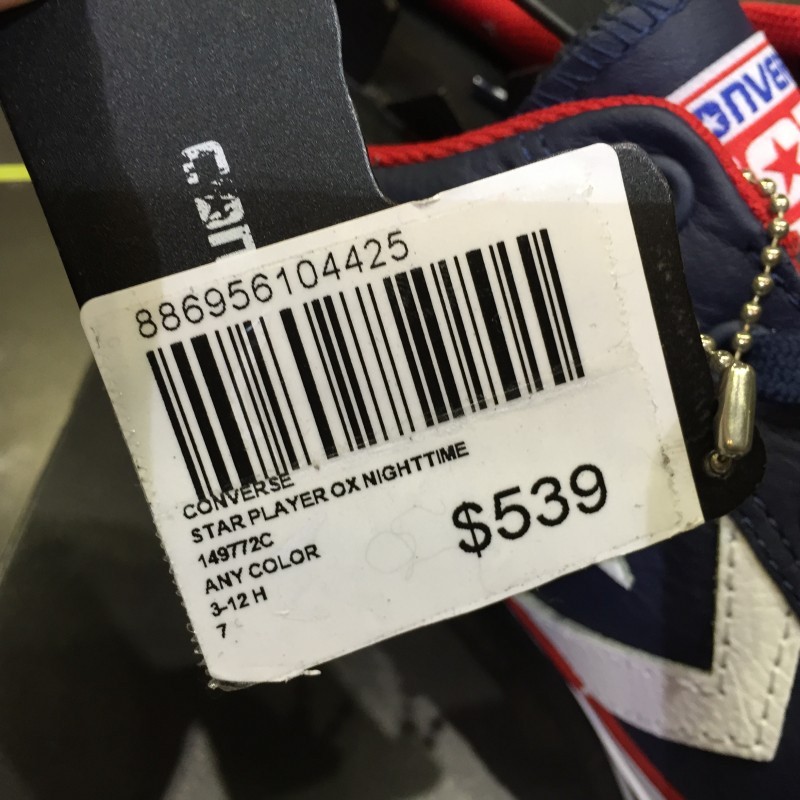 886956104425
CONVERSE
STAR PLAYER OX NIGHTTIME
149772C
ANY COLOR
3-12 H
7
$539